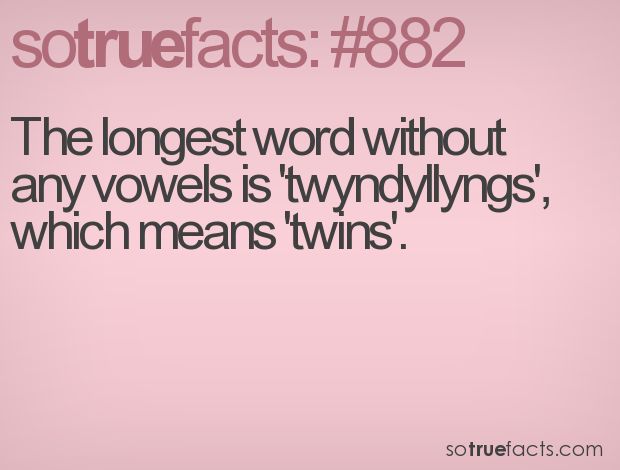 sotruefacts: #882
The longest word without
any vowels is 'twyndyllyngs',
which means 'twins'.
sotruefacts.com